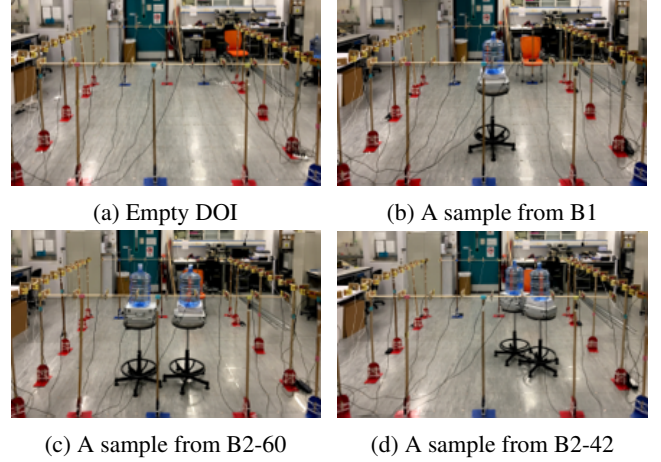 (a) Empty DOI
(b) A sample from B1
(c) A sample from B2-60
(d) A sample from B2-42